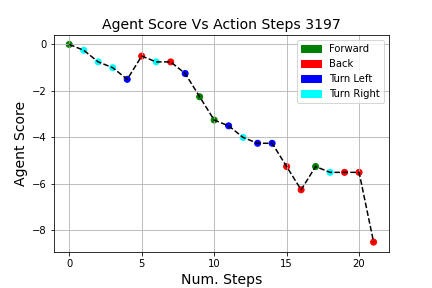 Agent Score Vs Action Steps 3197
Forward
Back
Turn Left
Turn Right
Agent Score
0
−2
−4
−6
−8
0
5
10
15
20
Num. Steps